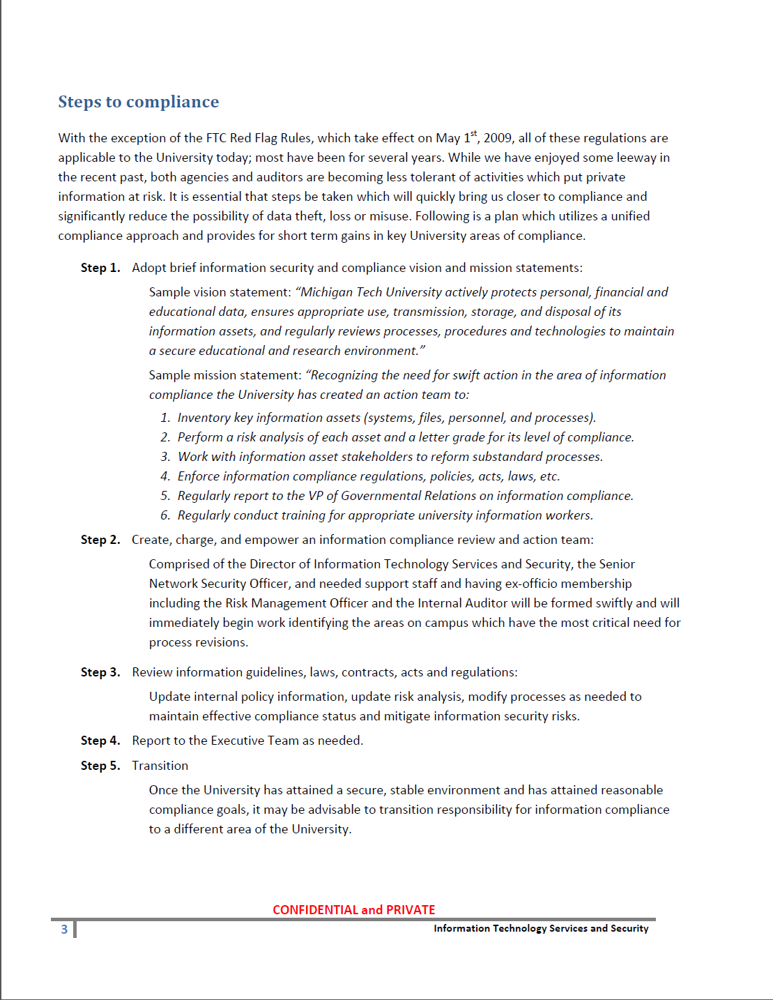 Steps to compliance
With the exception of the FTC Red Flag Rules, which take effect on May 1st, 2009, all of these regulations are
applicable to the University today; most have been for several years. While we have enjoyed some leeway in
the recent past, both agencies and auditors are becoming less tolerant of activities which put private
information at risk. It is essential that steps be taken which will quickly bring us closer to compliance and
significantly reduce the possibility of data theft, loss or misuse. Following is a plan which utilizes a unified
compliance approach and provides for short term gains in key University areas of compliance.
Step 1. Adopt brief information security and compliance vision and mission statements:
Sample vision statement: “Michigan Tech University actively protects personal, financial and
educational data, ensures appropriate use, transmission, storage, and disposal of its
information assets, and regularly reviews processes, procedures and technologies to maintain
a secure educational and research environment.”
Sample mission statement: “Recognizing the need for swift action in the area of information
compliance the University has created an action team to:
1. Inventory key information assets (systems, files, personnel, and processes).
2. Perform a risk analysis of each asset and a letter grade for its level of compliance.
3. Work with information asset stakeholders to reform substandard processes.
4. Enforce information compliance regulations, policies, acts, laws, etc.
5. Regularly report to the VP of Governmental Relations on information compliance.
6. Regularly conduct training for appropriate university information workers.
Step 2. Create, charge, and empower an information compliance review and action team:
Comprised of the Director of Information Technology Services and Security, the Senior
Network Security Officer, and needed support staff and having ex-officio membership
including the Risk Management Officer and the Internal Auditor will be formed swiftly and will
immediately begin work identifying the areas on campus which have the most critical need for
process revisions.
Step 3. Review information guidelines, laws, contracts, acts and regulations:
Update internal policy information, update risk analysis, modify processes as needed to
maintain effective compliance status and mitigate information security risks.
Step 4. Report to the Executive Team as needed.
Step 5. Transition
Once the University has attained a secure, stable environment and has attained reasonable
compliance goals, it may be advisable to transition responsibility for information compliance
to a different area of the University.
CONFIDENTIAL and PRIVATE
3 Information Technology Services and Security